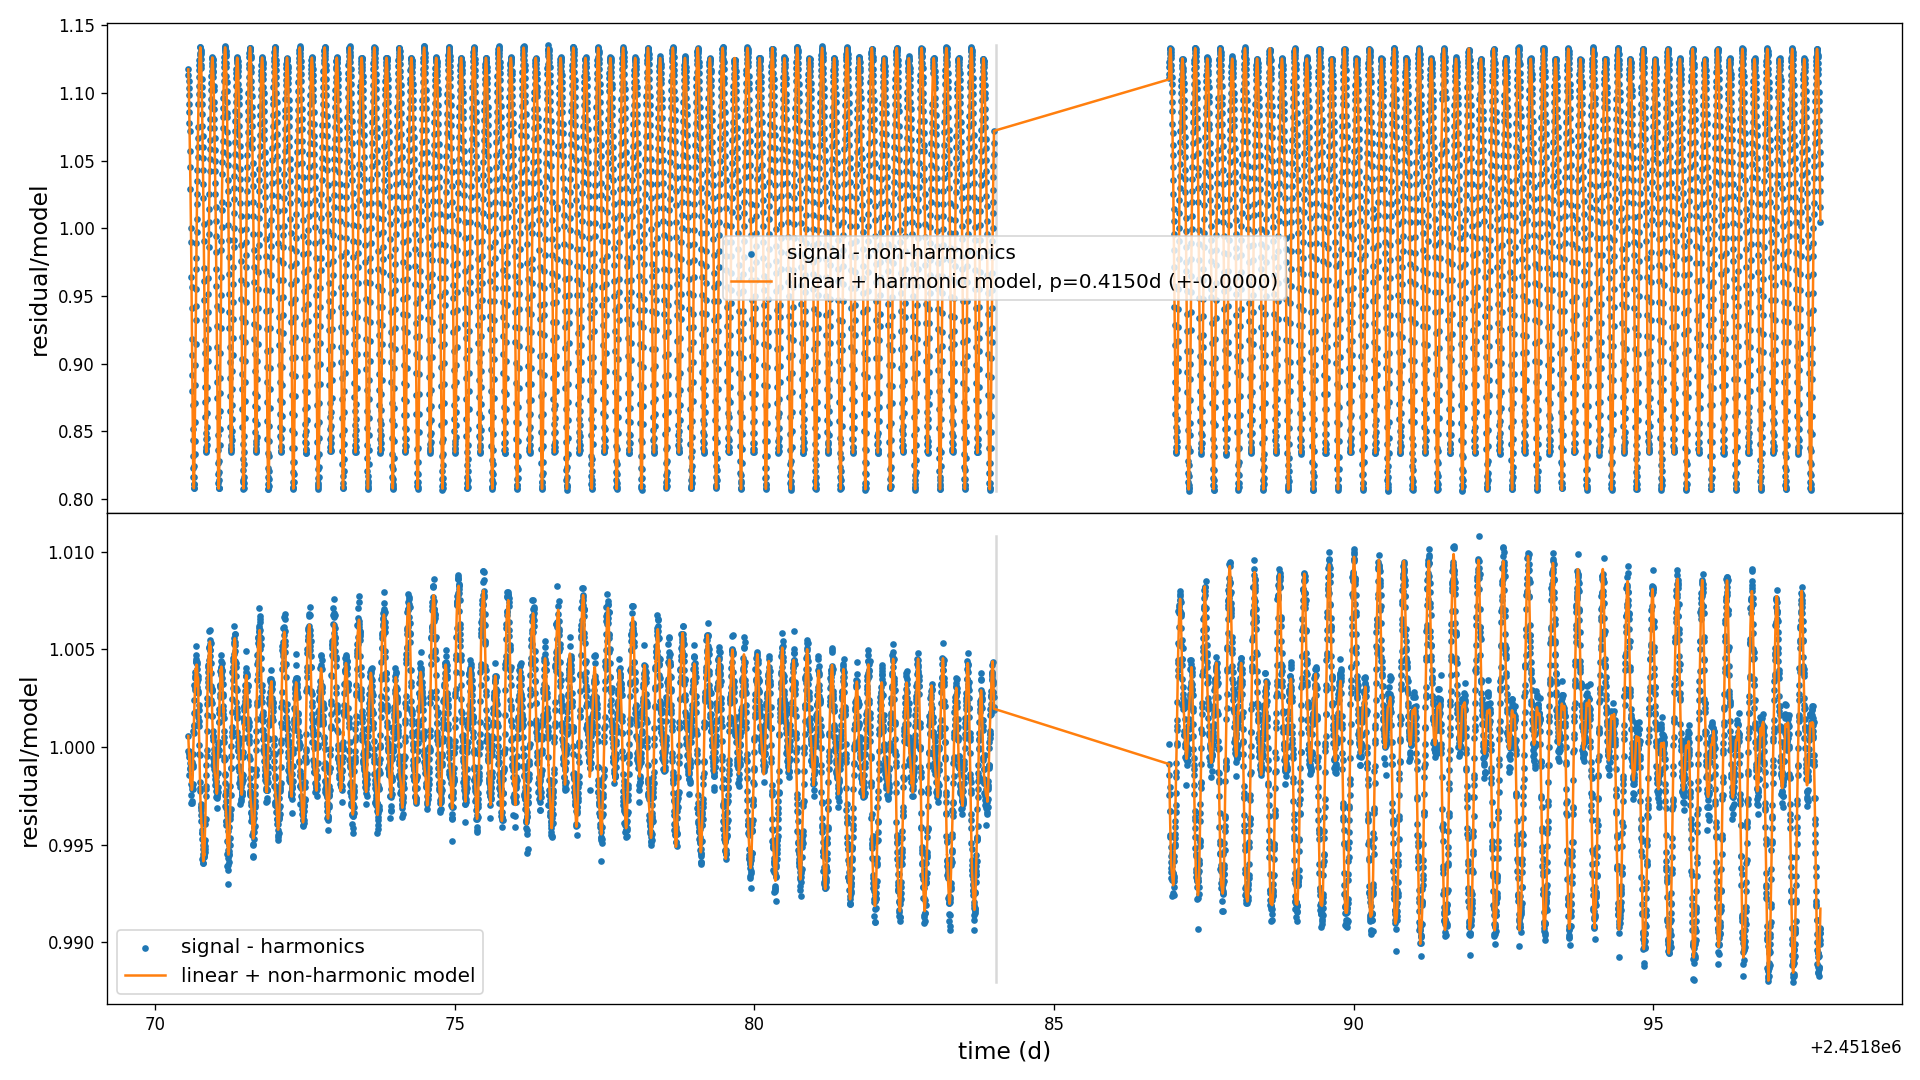 1.15
1.10
1.05
1.00
0.95
0.90
0.85
0.80
residual/model
signal - non-harmonics
linear + harmonic model, p=0.4150d (+-0.0000)
1.010
1.005
1.000
0.995
0.990
residual/model
signal - harmonics
linear + non-harmonic model
70
75
80
85
90
95
time (d)
+2.4518e6